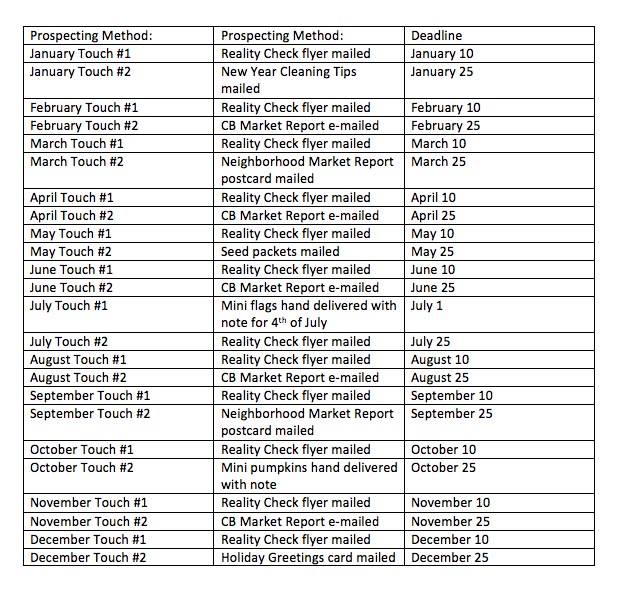 Prospecting Method: Prospecting Method: Deadline
January Touch #1 Reality Check flyer mailed January 10
January Touch #2 New Year Cleaning Tips January 25
mailed
February Touch #1 Reality Check flyer mailed February 10
February Touch #2 CB Market Report e-mailed February 25
March Touch #1 Reality Check flyer mailed March 10
March Touch #2 Neighborhood Market Report March 25
postcard mailed
April Touch #1 Reality Check flyer mailed April 10
April Touch #2 CB Market Report e-mailed April 25
May Touch #1 Reality Check flyer mailed May 10
May Touch #2 Seed packets mailed May 25
June Touch #1 Reality Check flyer mailed June 10
June Touch #2 CB Market Report e-mailed June 25
July Touch #1 Mini flags hand delivered with July 1
note for 4th of July
July Touch #2 Reality Check flyer mailed July 25
August Touch #1 Reality Check flyer mailed August 10
August Touch #2 CB Market Report e-mailed August 25
September Touch #1 Reality Check flyer mailed September 10
September Touch #2 Neighborhood Market Report September 25
postcard mailed
October Touch #1 Reality Check flyer mailed October 10
October Touch #2 Mini pumpkins hand delivered October 25
with note
November Touch #1 Reality Check flyer mailed November 10
November Touch #2 CB Market Report e-mailed November 25
December Touch #1 Reality Check flyer mailed December 10
December Touch #2 Holiday Greetings card mailed December 25